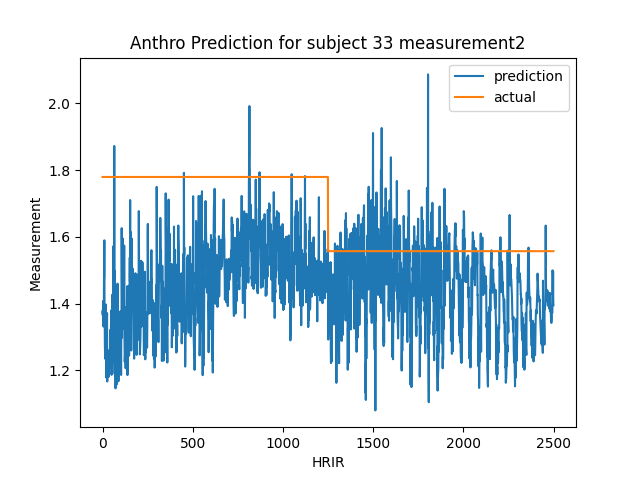 Anthro Prediction for subject 33 measurement2
prediction
actual
Measurement
2.0
1.8
1.6
1.4
1.2
0
500
1000
1500
2000
2500
HRIR